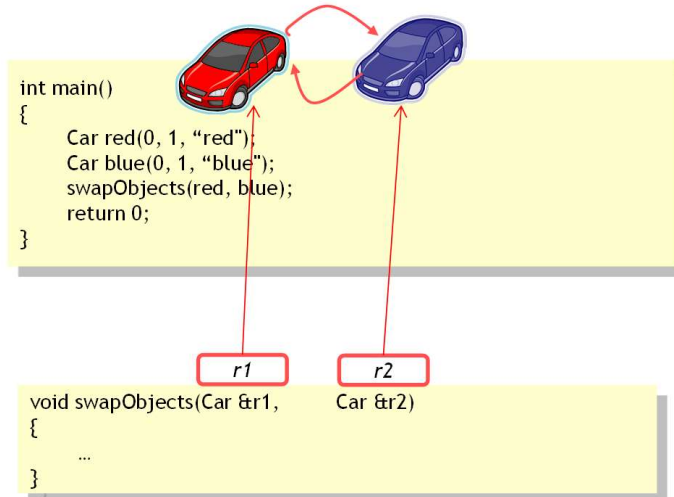 int main()
{
Car red(0, 1, “red");
Car blue(0, 1, “blue");
swapObjects(red, blue);
return 0;
}
r1
r2
void swapObjects(Car &r1, Car &r2)
{
...
}